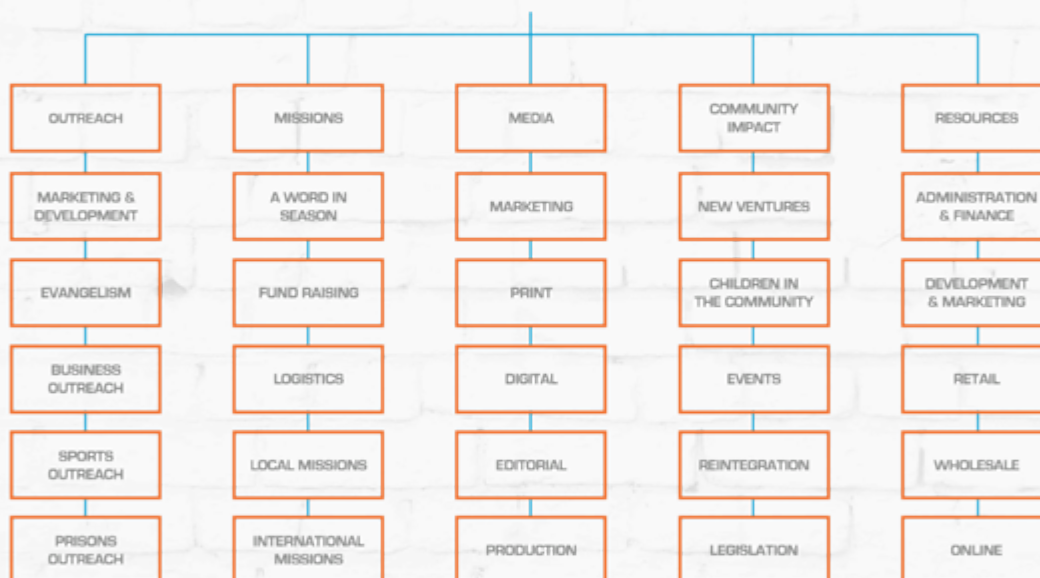 OUTREACH
MISSIONS
MEDIA
COMMUNITY
IMPACT
RESOURCES
MARKETING &
DEVELOPMENT
A WORD IN
SEASON
MARKETING
NEW VENTURES
ADMINISTRATION
& FINANCE
EVANGELISM
FUND RAISING
PRINT
CHILDREN IN
THE COMMUNITY
DEVELOPMENT
& MARKETING
BUSINESS
OUTREACH
LOGISTICS
DIGITAL
EVENTS
RETAIL
SPORTS
OUTREACH
LOCAL MISSIONS
EDITORIAL
REINTEGRATION
WHOLESALE
PRISONS
OUTREACH
INTERNATIONAL
MISSIONS
PRODUCTION
LEGISLATION
ONLINE